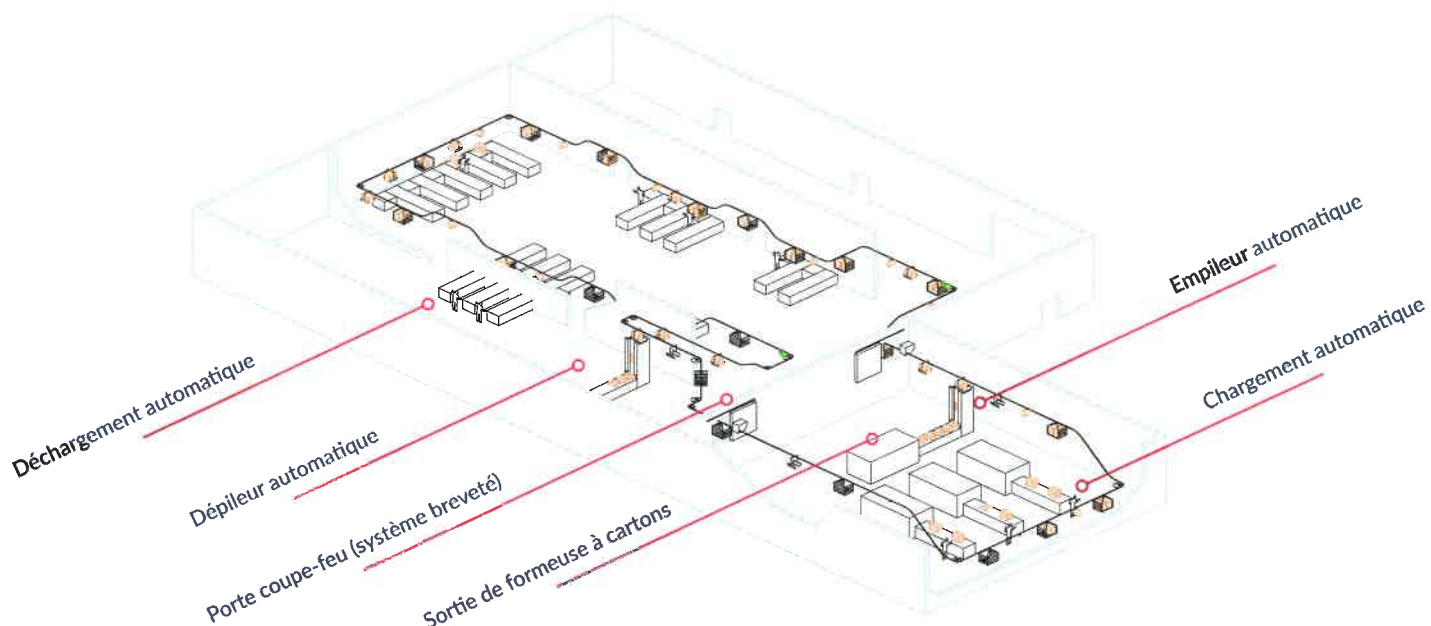 Déchargement automatique
Dépileur automatique
Porte coupe-feu (système breveté)
Sortie de formeuse à cartons
Empileur automatique
Chargement automatique